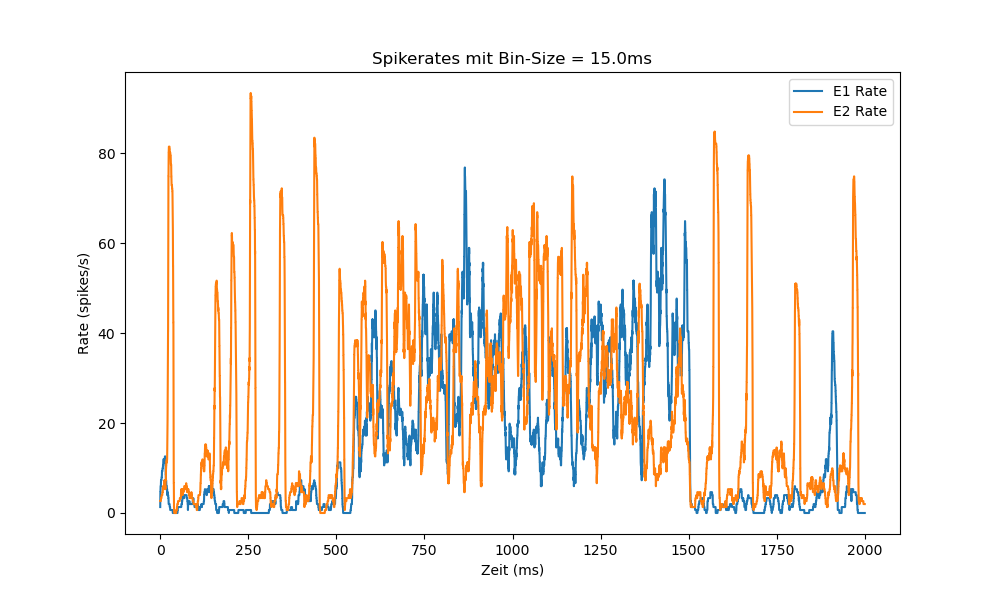 Spikerates mit Bin-Size = 15.0ms
E1 Rate
E2 Rate
Rate (spikes/s)
80
60
40
20
0
0 250 500 750 1000 1250 1500 1750 2000
Zeit (ms)